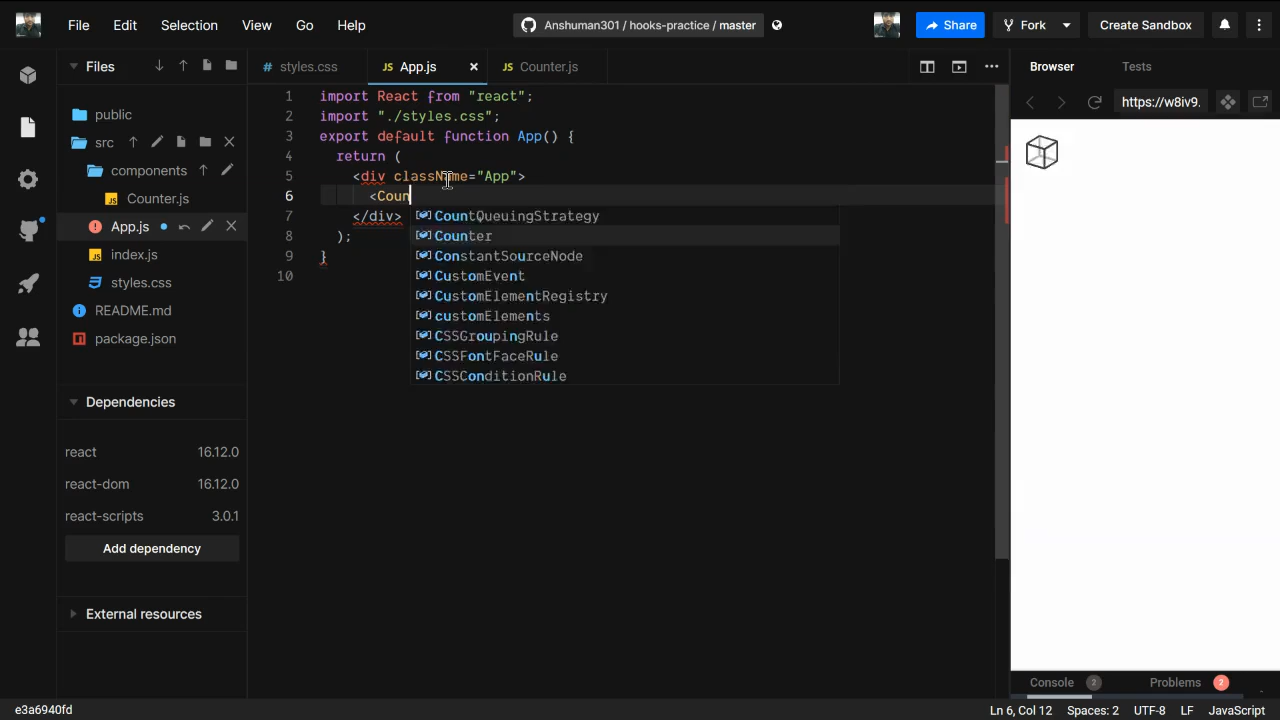 File Edit Selection View Go Help
Anshuman301 / hooks-practice / master
Share Fork Create Sandbox
Files
styles.css
JS App.js
JS Counter.js
Browser Tests
https://w8iv9.
public
src
components
JS Counter.js
App.js
JS index.js
styles.css
README.md
package.json
Dependencies
react 16.12.0
react-dom 16.12.0
react-scripts 3.0.1
Add dependency
External resources
1 import React from "react";
2 import "./styles.css";
3 export default function App() {
4 return (
5 <div className="App">
6 <Coun
7 </div>
8 );
9 }
10
CountQueuingStrategy
Counter
ConstantSourceNode
CustomEvent
CustomElementRegistry
customElements
CSSGroupingRule
CSSFontFaceRule
CSSConditionRule
Console 2 Problems 2
e3a6940fd
Ln 6, Col 12 Spaces: 2 UTF-8 LF JavaScript